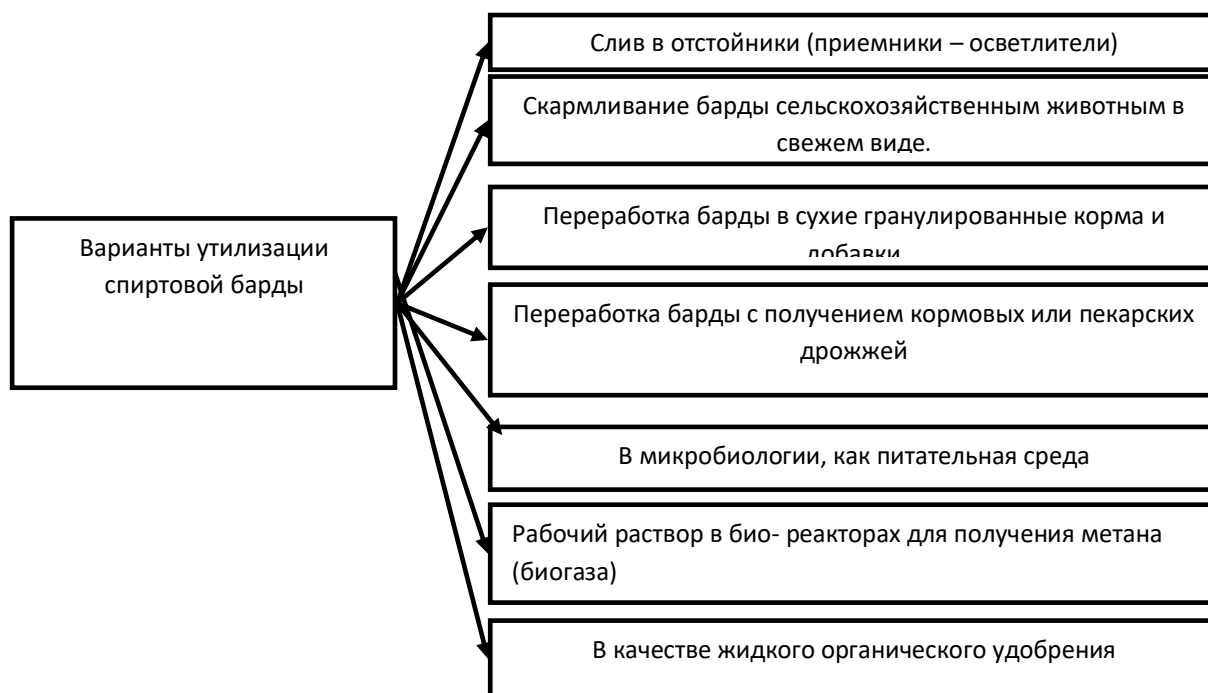 Слив в отстойники (приемники – осветлители)
Скармливание барды сельскохозяйственным животным в
свежем виде.
Переработка барды в сухие гранулированные корма и
добавки
Варианты утилизации
спиртовой барды
Переработка барды с получением кормовых или пекарских
дрожжей
В микробиологии, как питательная среда
Рабочий раствор в био- реакторах для получения метана
(биогаза)
В качестве жидкого органического удобрения